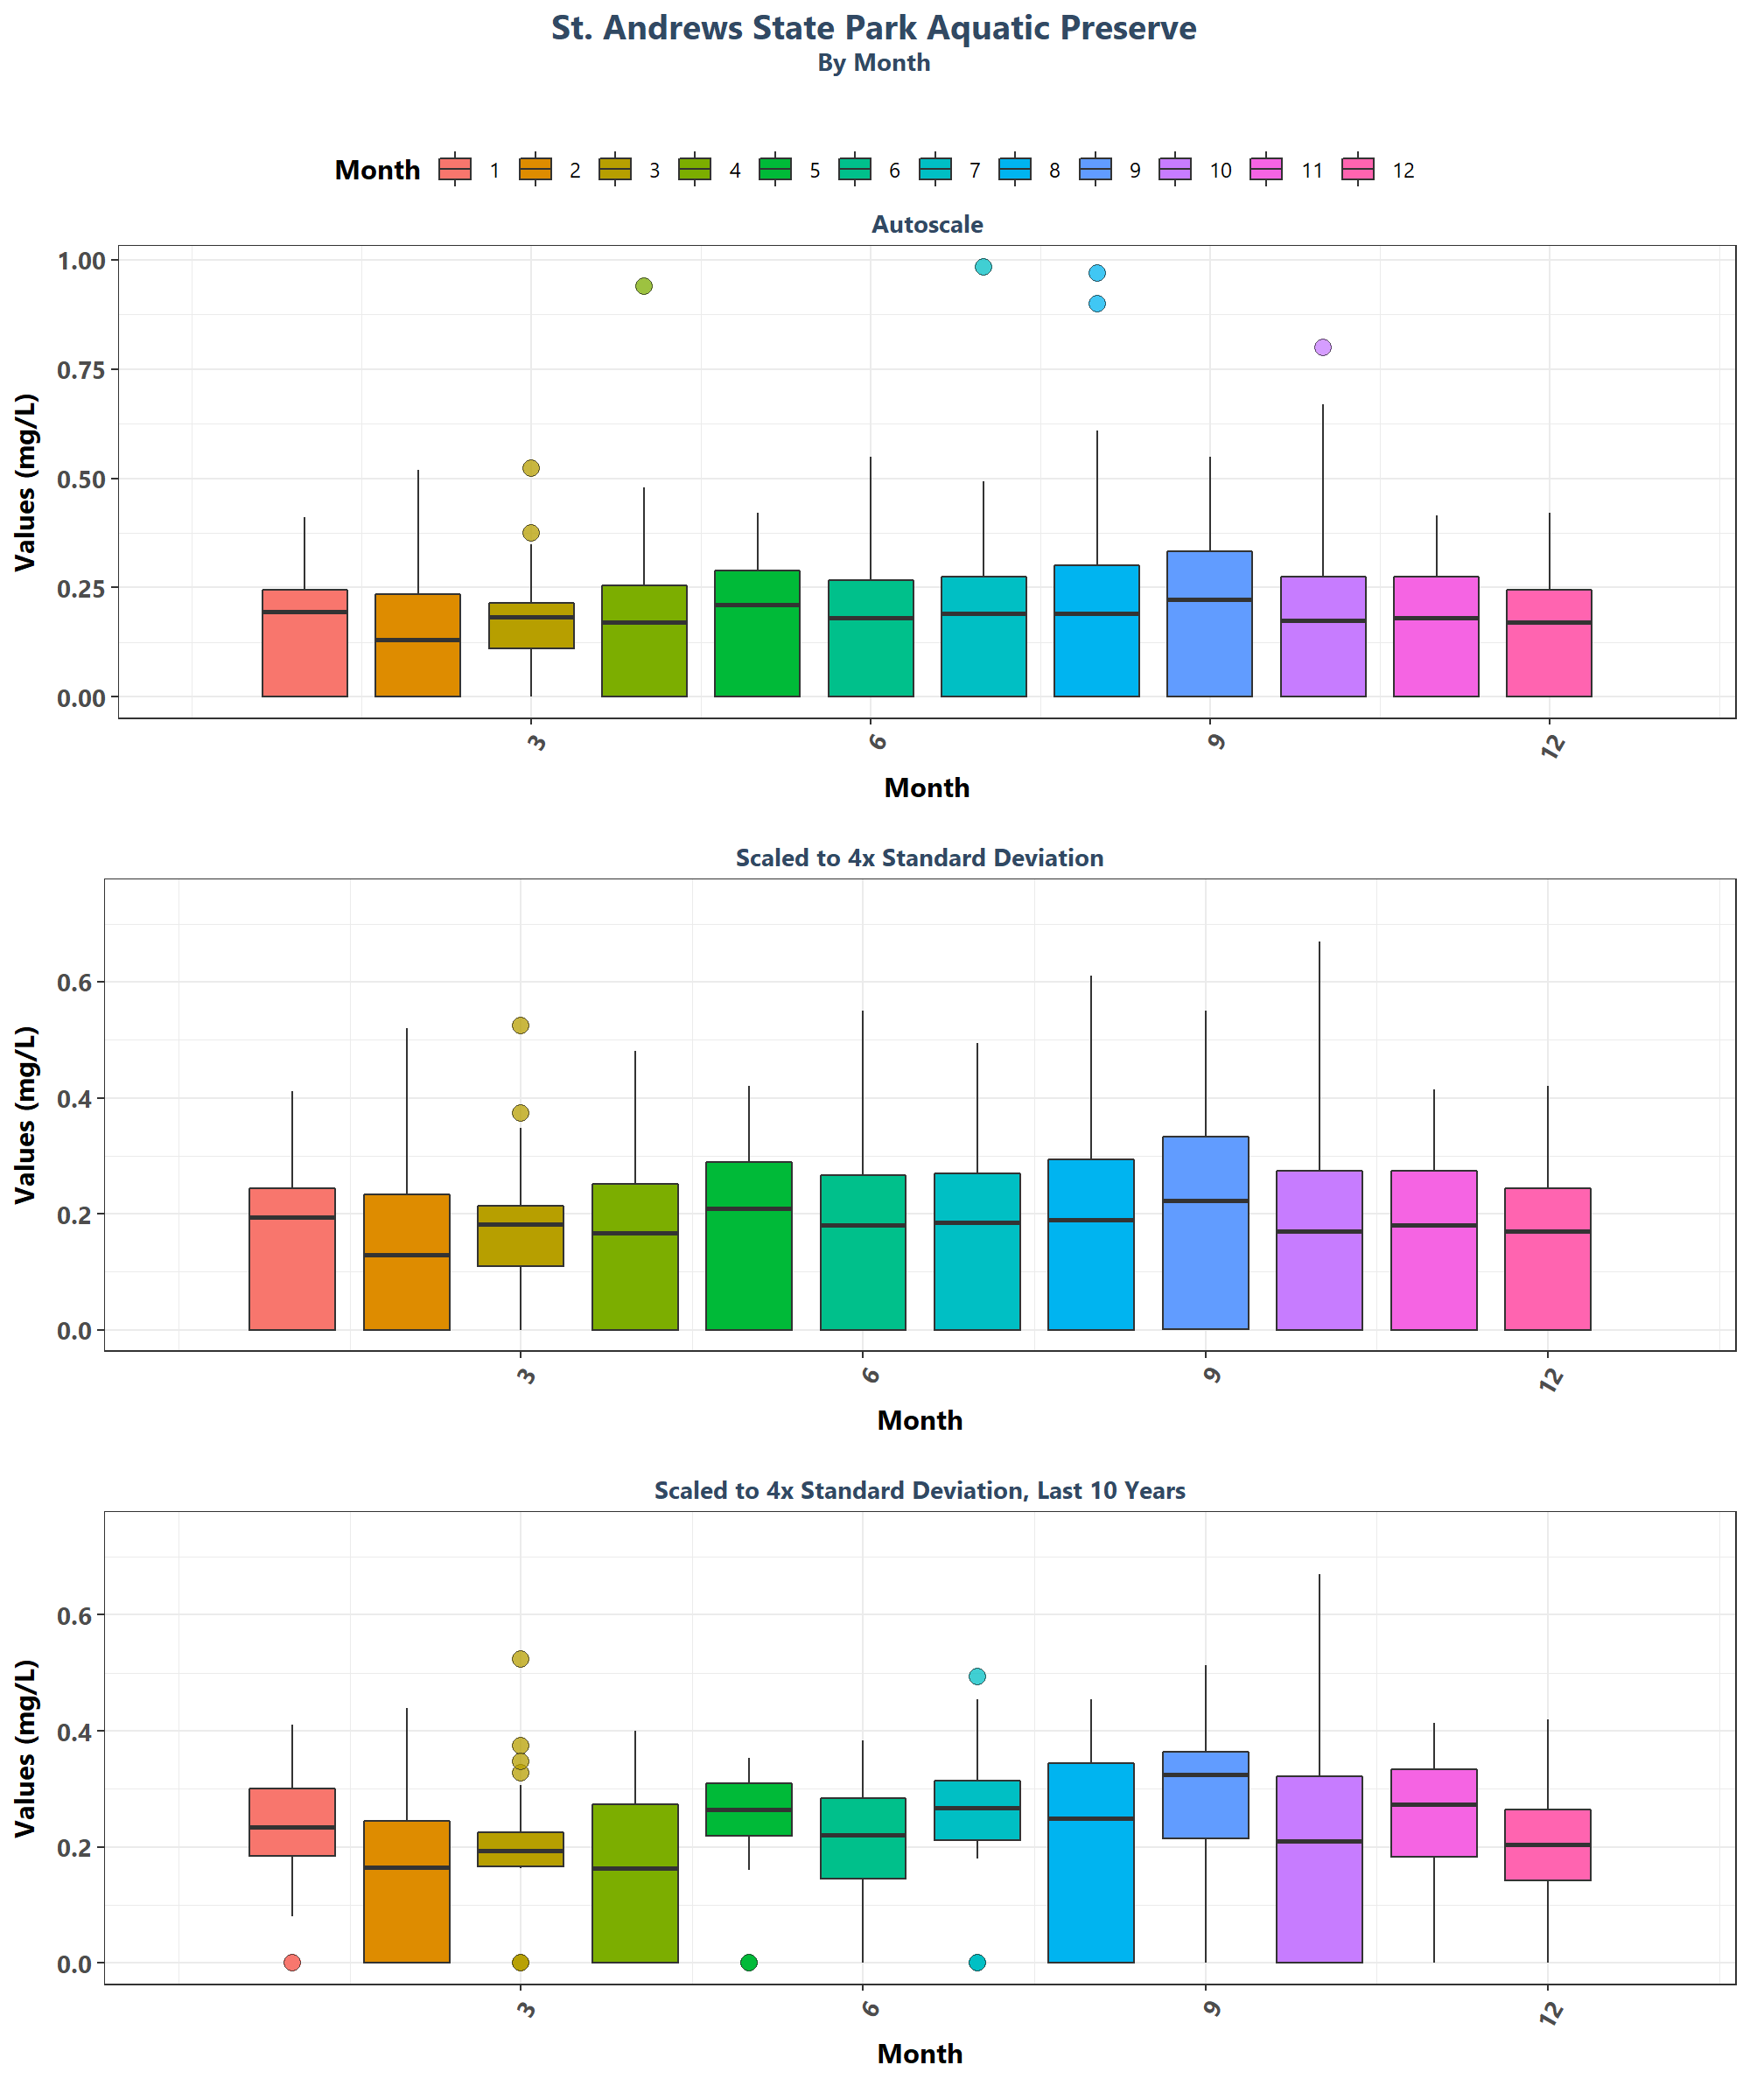 St. Andrews State Park Aquatic Preserve
By Month
Month 1 2 3 4 5 6 7 8 9 10 11 12
Autoscale
Values (mg/L)
1.00
0.75
0.50
0.25
0.00
3 6 9 12
Month
Scaled to 4x Standard Deviation
Values (mg/L)
0.6
0.4
0.2
0.0
3 6 9 12
Month
Scaled to 4x Standard Deviation, Last 10 Years
Values (mg/L)
0.6
0.4
0.2
0.0
3 6 9 12
Month